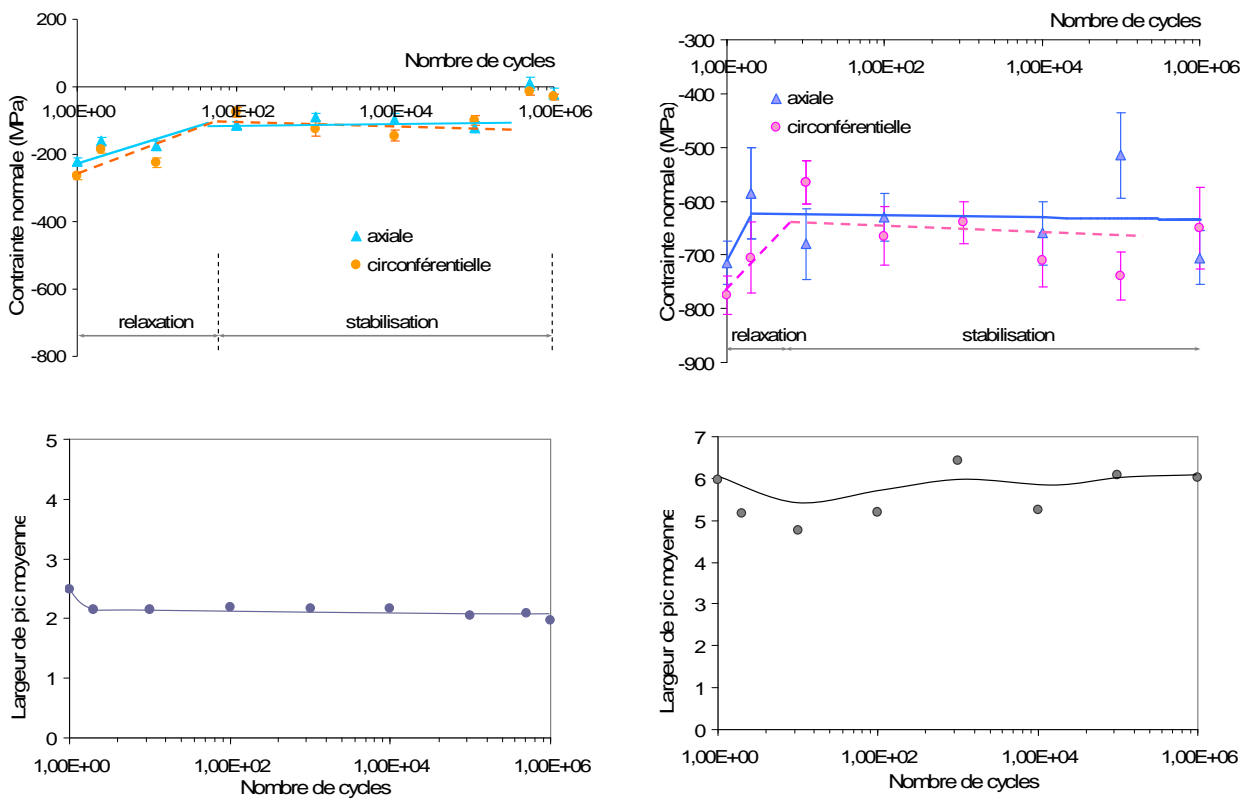 200
0
-200
-400
-600
-800
Contrainte normale (MPa)
Nombre de cycles
1,00E+00
1,00E+02
1,00E+04
1,00E+06
axiale
circonférentielle
relaxation
stabilisation
Nombre de cycles
-300
-400
-500
-600
-700
-800
-900
Contrainte normale (MPa)
1,00E+00
1,00E+02
1,00E+04
1,00E+06
axiale
circonférentielle
relaxation
stabilisation
5
4
3
2
1
0
Largeur de pic moyenne
1,00E+00
1,00E+02
1,00E+04
1,00E+06
Nombre de cycles
7
6
5
4
3
2
1
0
Largeur de pic moyenne
1,00E+00
1,00E+02
1,00E+04
1,00E+06
Nombre de cycles